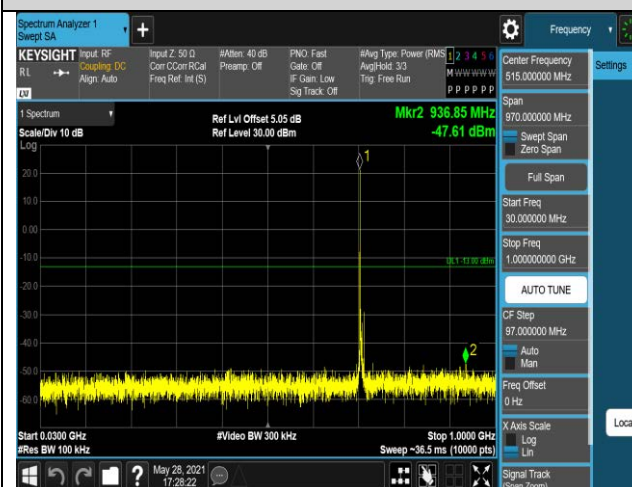 Spectrum Analyzer 1
Swept SA
Frequency
KEYSIGHT
Input: RF
Coupling: DC
Align: Auto
RL
Input Z: 50 Ω
Corr CCorr RCal
Freq Ref: Int (S)
#Atten: 40 dB
Preamp: Off
PNO: Fast
Gate: Off
IF Gain: Low
Sig Track: Off
#Avg Type: Power (RMS
Avg|Hold: 3/3
Trig: Free Run
1 2 3 4 5 6
M W W W W W
P P P P P P
Center Frequency
515.000000 MHz
Settings
1 Spectrum
Scale/Div 10 dB
Log
Ref Lvl Offset 5.05 dB
Ref Level 30.00 dBm
Mkr2 936.85 MHz
-47.61 dBm
Span
970.000000 MHz
Swept Span
Zero Span
Full Span
Start Freq
30.000000 MHz
Stop Freq
1.000000000 GHz
AUTO TUNE
CF Step
97.000000 MHz
Auto
Man
Freq Offset
0 Hz
X Axis Scale
Log
Lin
Local
Signal Track
(Span Zoom)
1
20.0
10.0
0.00
-10.0
DL1 -13.00 dBm
-20.0
-30.0
-40.0
2
-50.0
-60.0
Start 0.0300 GHz
#Res BW 100 kHz
#Video BW 300 kHz
Stop 1.0000 GHz
Sweep ~36.5 ms (10000 pts)
May 28, 2021
17:28:22